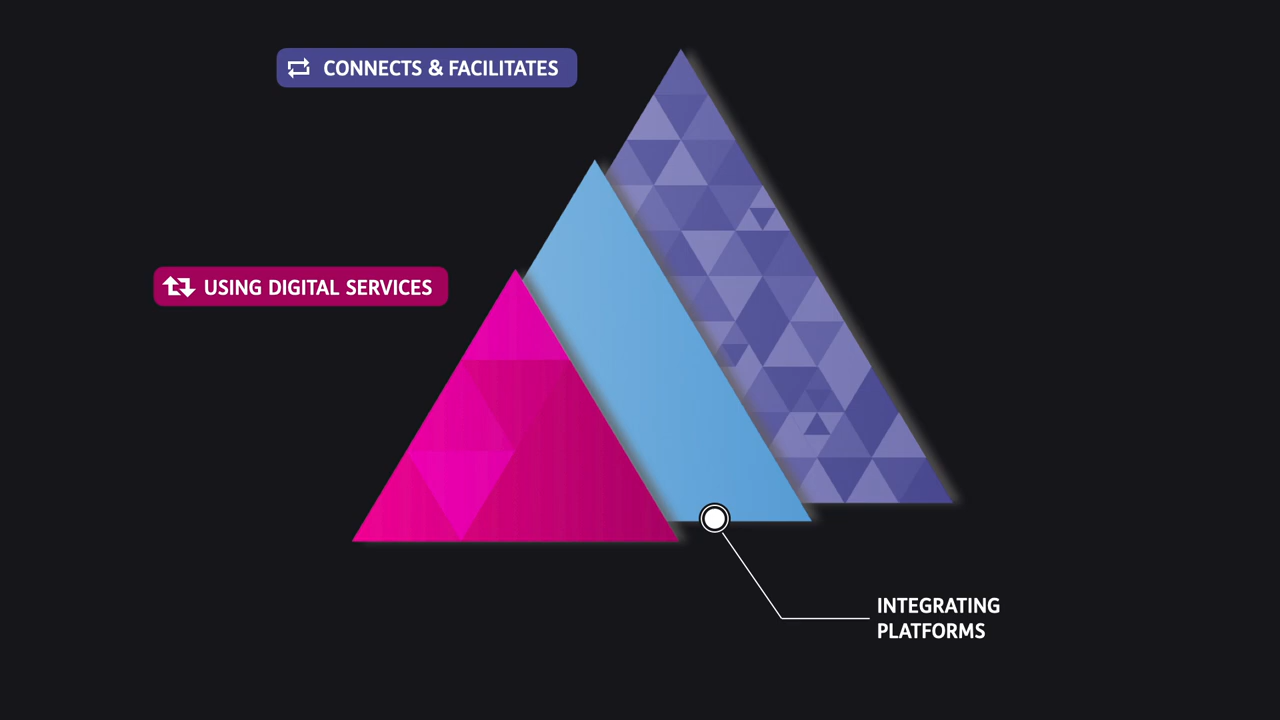 CONNECTS & FACILITATES
USING DIGITAL SERVICES
INTEGRATING
PLATFORMS